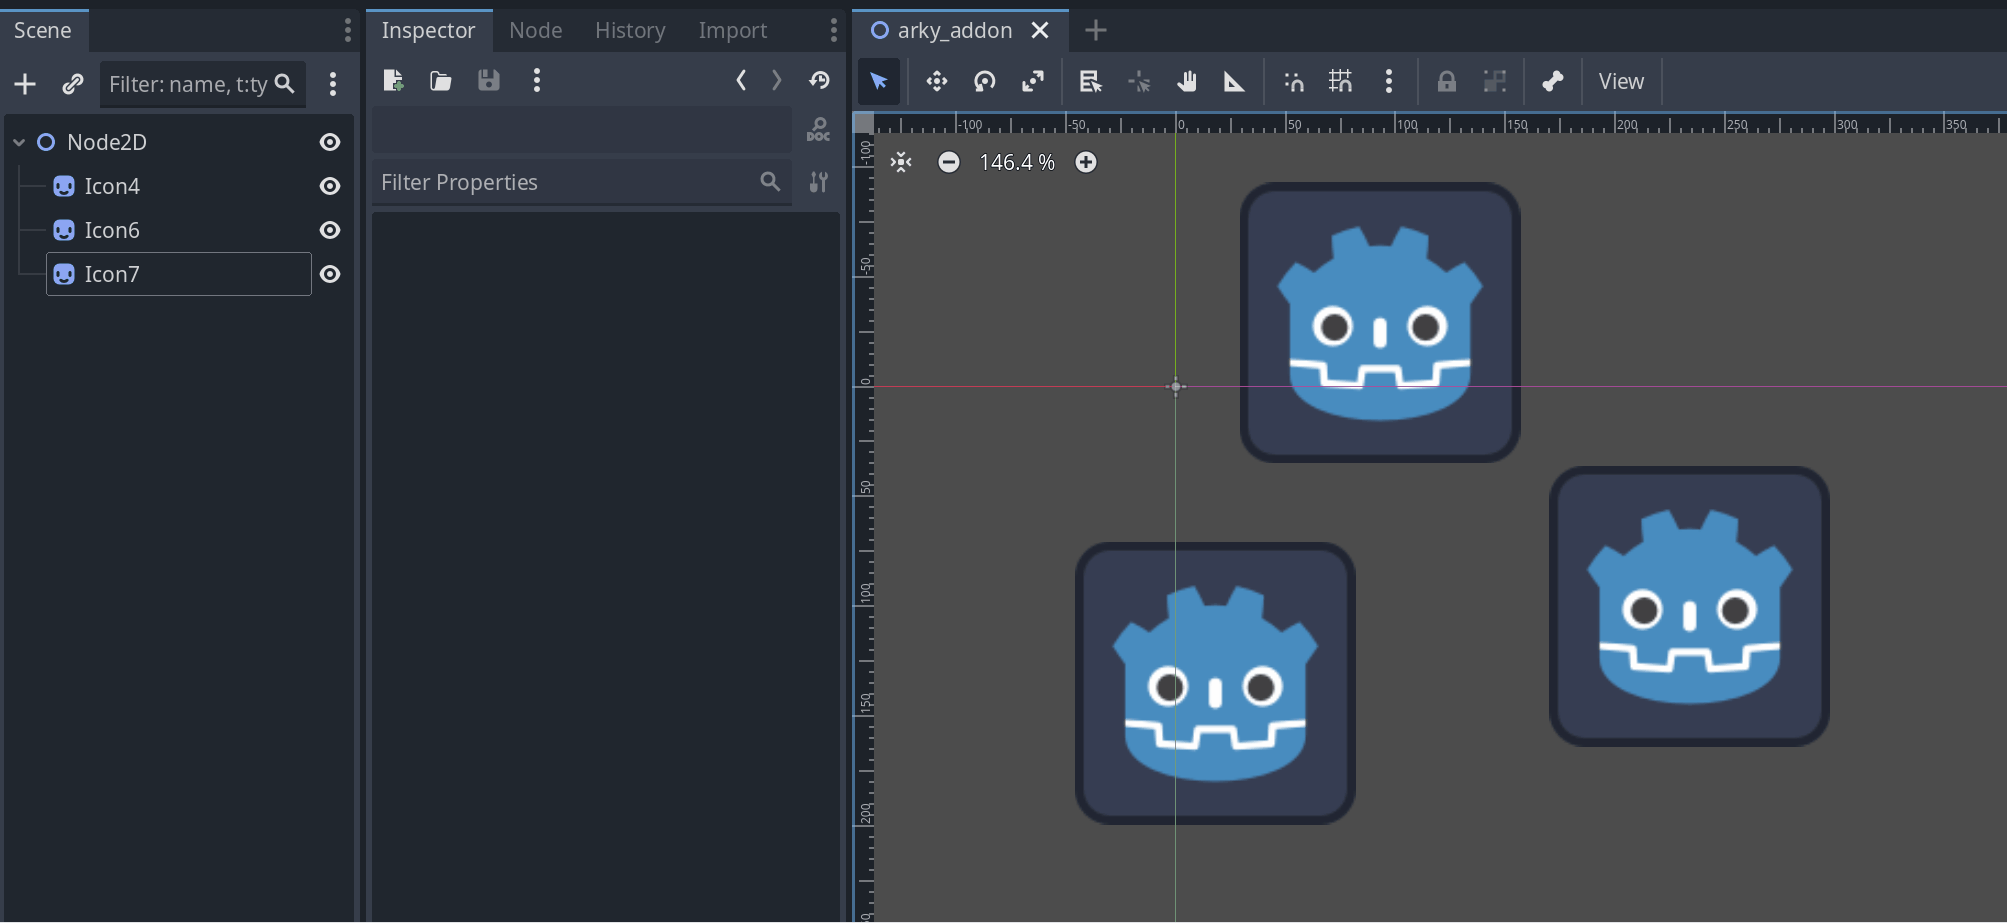 Scene
Filter: name, t:ty
Node2D
Icon4
Icon6
Icon7
Inspector Node History Import
DOC
Filter Properties
arky_addon
View
-100 -50 0 50 100 150 200 250 300 350
146.4 %
-100
-50
0
50
100
150
200